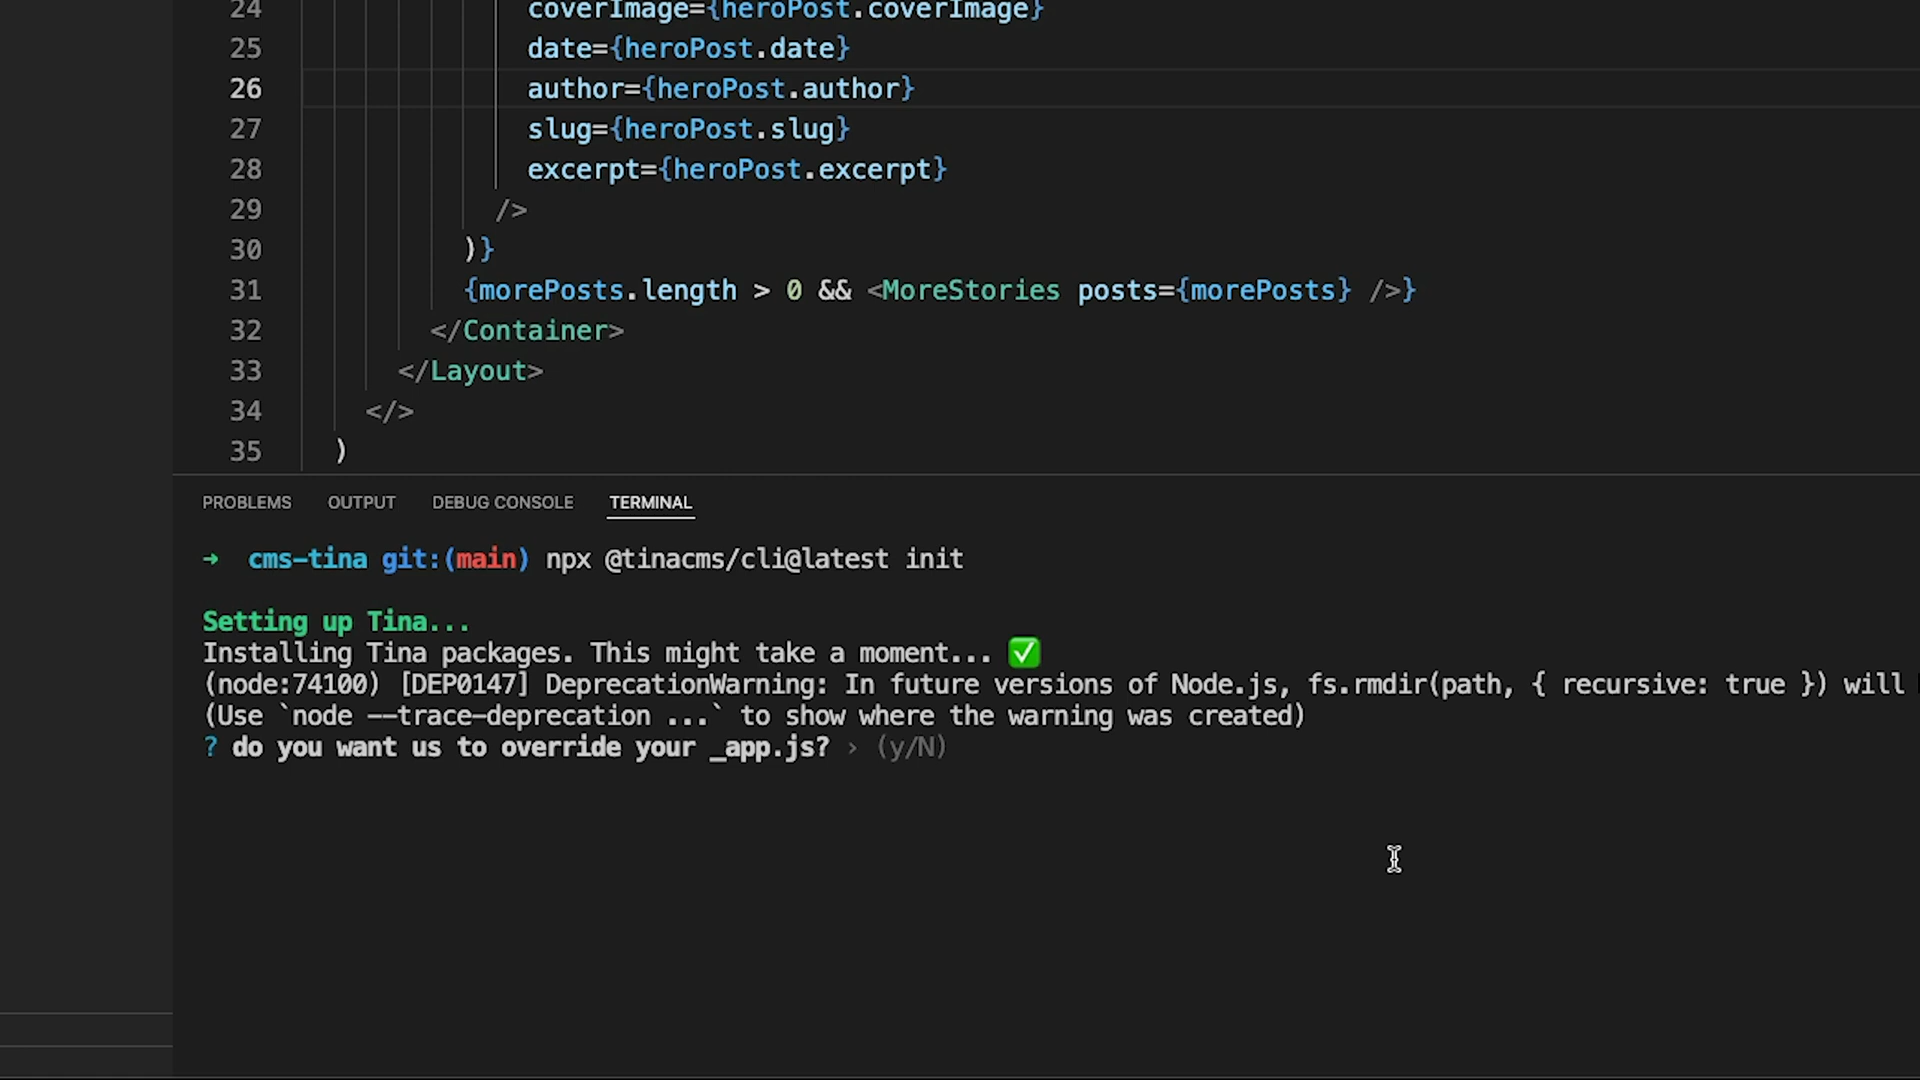 24 coverImage={heroPost.coverImage}
25 date={heroPost.date}
26 author={heroPost.author}
27 slug={heroPost.slug}
28 excerpt={heroPost.excerpt}
29 />
30 )}
31 {morePosts.length > 0 && <MoreStories posts={morePosts} />}
32 </Container>
33 </Layout>
34 </>
35 )
PROBLEMS OUTPUT DEBUG CONSOLE TERMINAL
➜ cms-tina git:(main) npx @tinacms/cli@latest init
Setting up Tina...
Installing Tina packages. This might take a moment... ✅
(node:74100) [DEP0147] DeprecationWarning: In future versions of Node.js, fs.rmdir(path, { recursive: true }) will
(Use `node --trace-deprecation ...` to show where the warning was created)
? do you want us to override your _app.js? › (y/N)